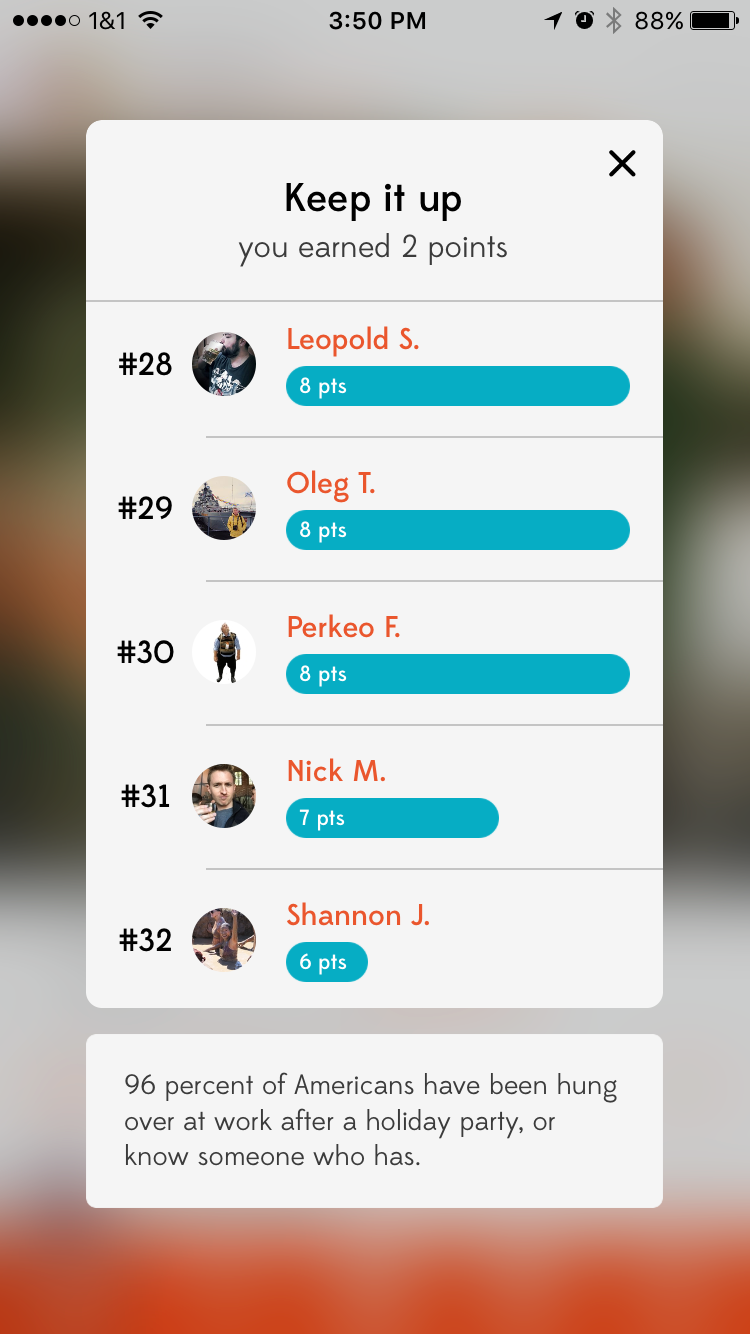 1&1 3:50 PM 88%
Keep it up
you earned 2 points
#28
Leopold S.
8 pts
#29
Oleg T.
8 pts
#30
Perkeo F.
8 pts
#31
Nick M.
7 pts
#32
Shannon J.
6 pts
96 percent of Americans have been hung
over at work after a holiday party, or
know someone who has.